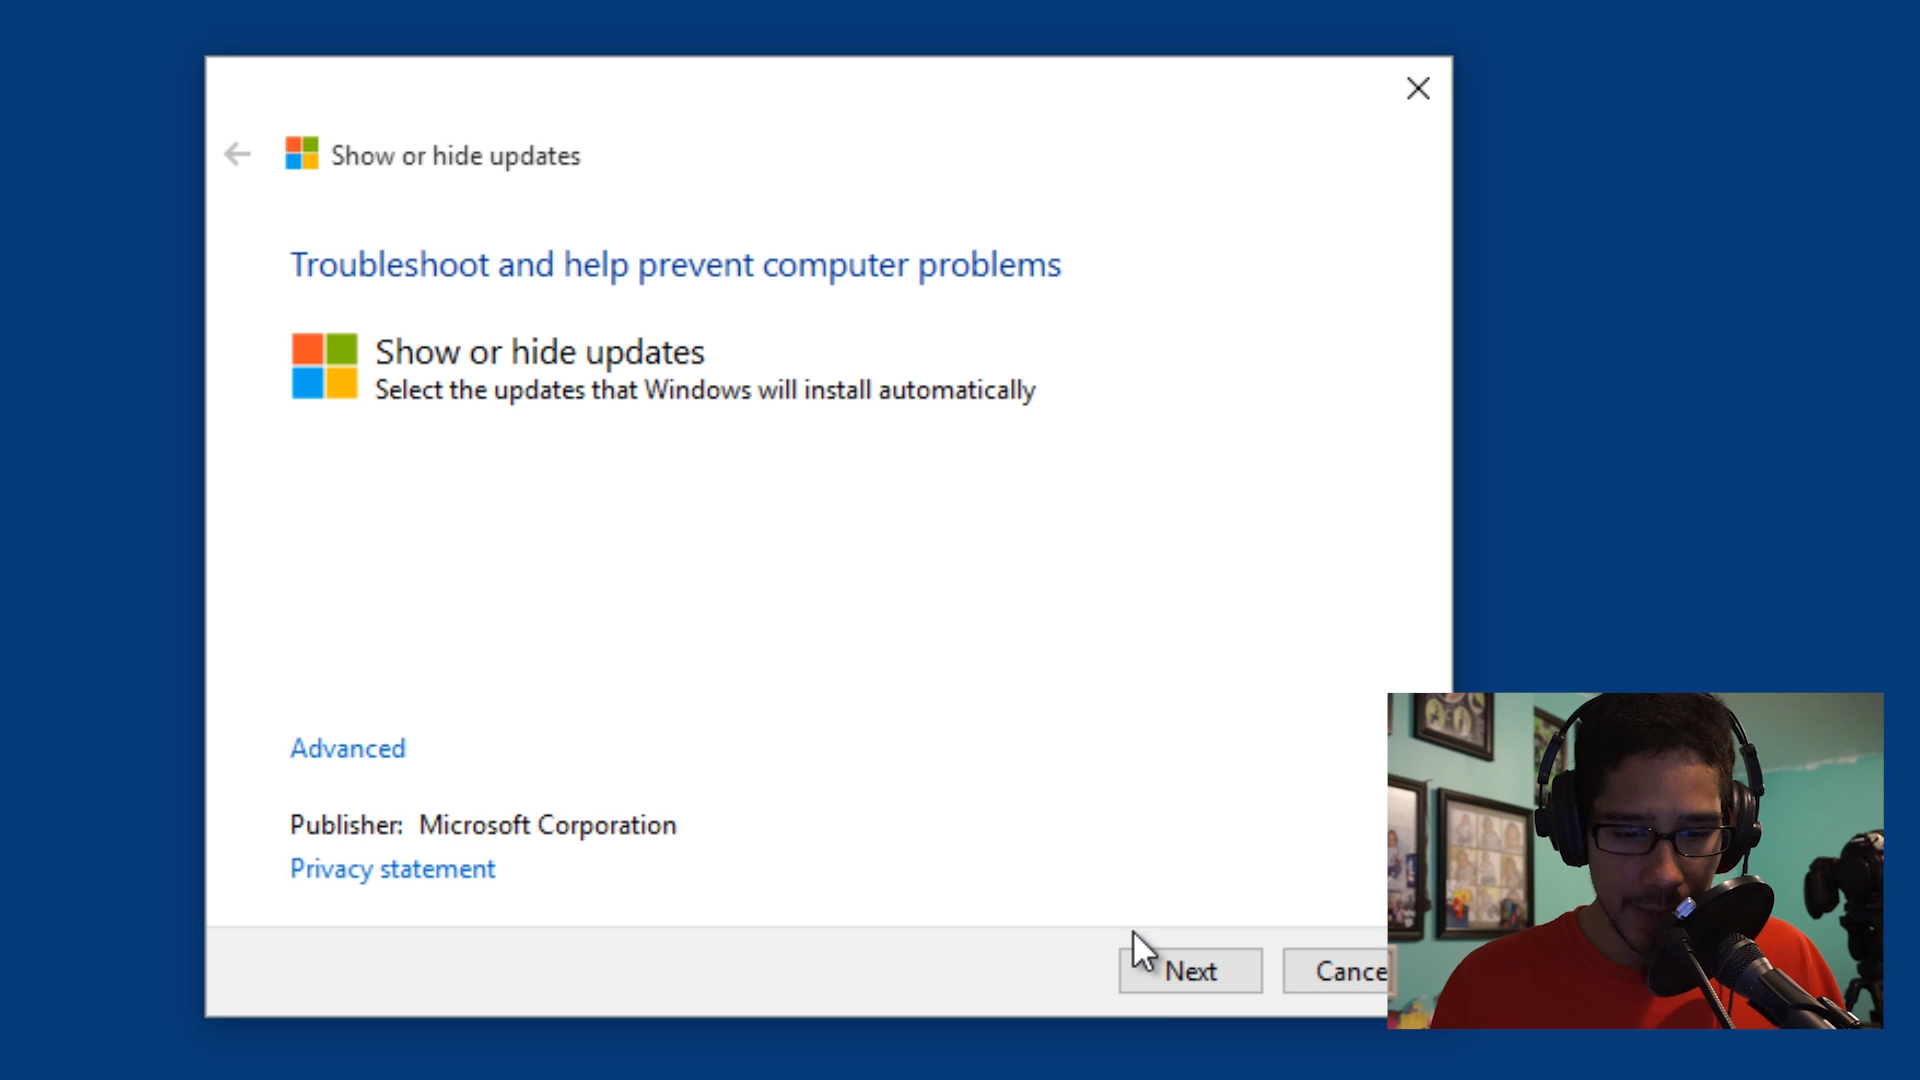 Show or hide updates
Troubleshoot and help prevent computer problems
Show or hide updates
Select the updates that Windows will install automatically
Advanced
Publisher: Microsoft Corporation
Privacy statement
Next
Cance